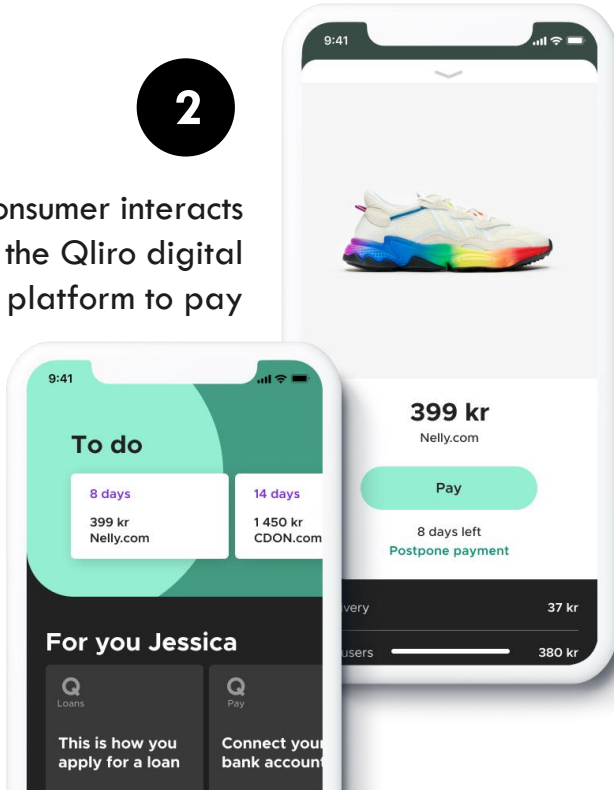 2
onsumer interacts
the Qliro digital
platform to pay
9:41
399 kr
Nelly.com
Pay
8 days left
Postpone payment
very
37 kr
users
380 kr
9:41
To do
8 days
399 kr
Nelly.com
14 days
1 450 kr
CDON.com
For you Jessica
Q
Loans
This is how you
apply for a loan
Q
Pay
Connect your
bank account